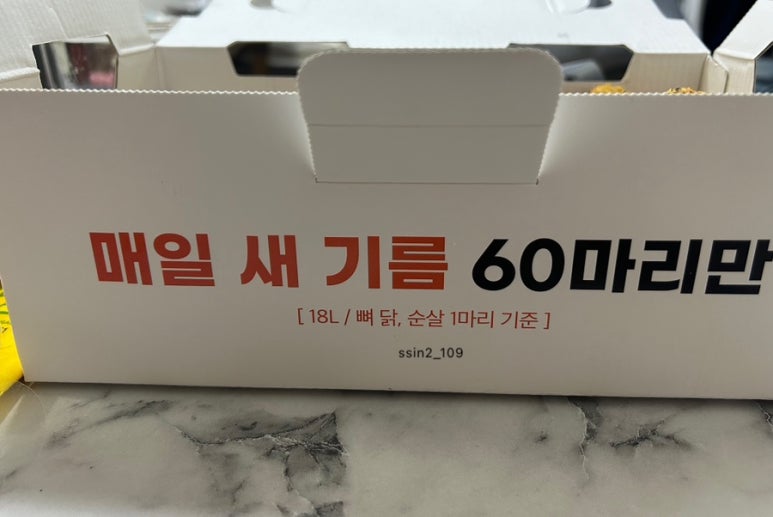 매일 새 기름 60마리만
[ 18L / 뼈 닭, 순살 1마리 기준 ]
ssin2_109